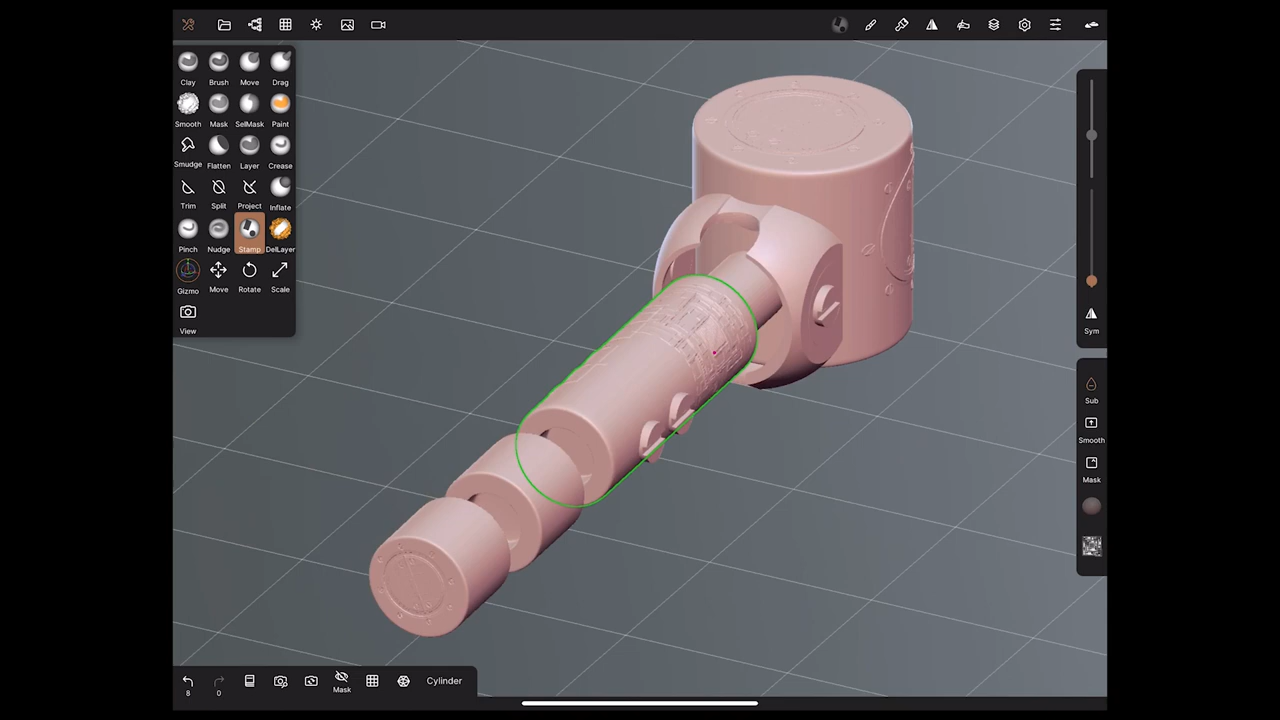 Clay Brush Move Drag
Smooth Mask SelMask Paint
Smudge Flatten Layer Crease
Trim Split Project Inflate
Pinch Nudge Stamp DelLayer
Gizmo Move Rotate Scale
View
Sym
Sub
Smooth
Mask
8 0 Mask Cylinder